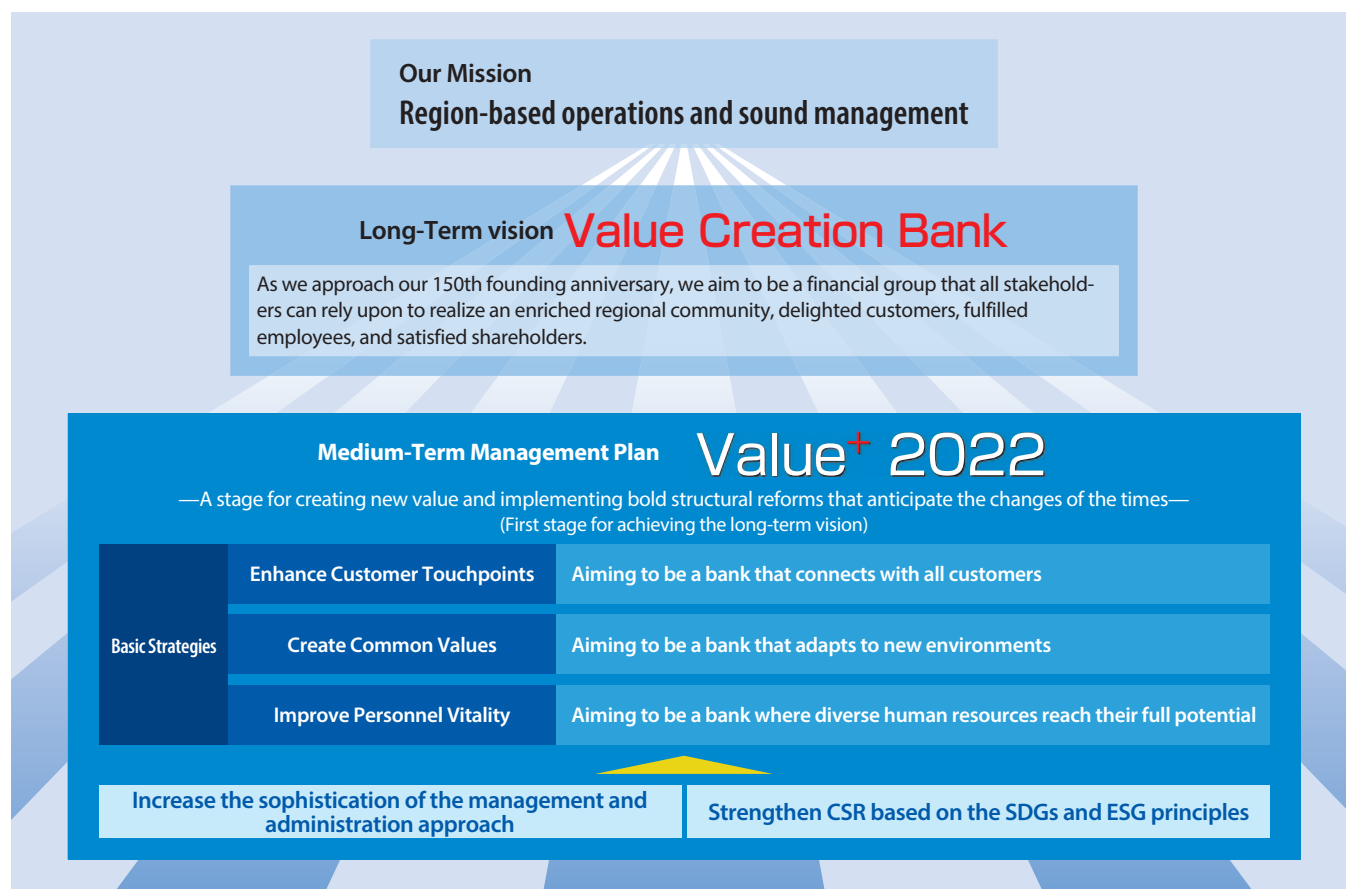 Our Mission
Region-based operations and sound management
Long-Term vision Value Creation Bank
As we approach our 150th founding anniversary, we aim to be a financial group that all stakehold-
ers can rely upon to realize an enriched regional community, delighted customers, fulfilled
employees, and satisfied shareholders.
Medium-Term Management Plan Value+ 2022
—A stage for creating new value and implementing bold structural reforms that anticipate the changes of the times—
(First stage for achieving the long-term vision)
Basic Strategies
Enhance Customer Touchpoints
Aiming to be a bank that connects with all customers
Create Common Values
Aiming to be a bank that adapts to new environments
Improve Personnel Vitality
Aiming to be a bank where diverse human resources reach their full potential
Increase the sophistication of the management and
administration approach
Strengthen CSR based on the SDGs and ESG principles